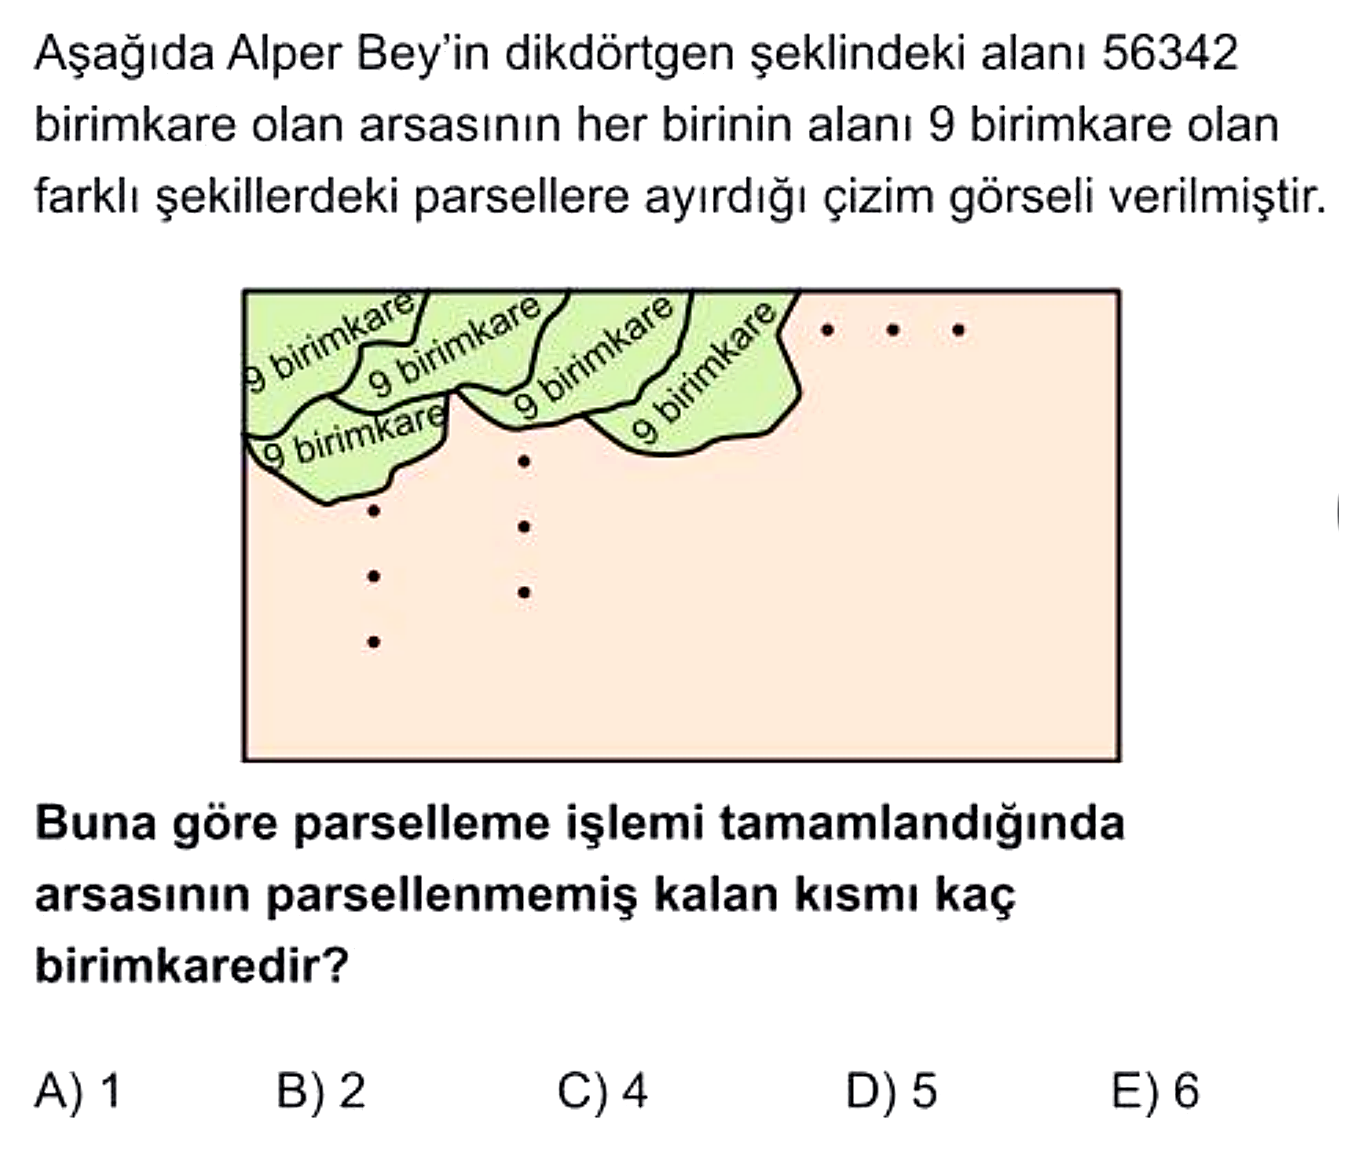 Aşağıda Alper Bey'in dikdörtgen şeklindeki alanı 56342
birimkare olan arsasının her birinin alanı 9 birimkare olan
farklı şekillerdeki parsellere ayırdığı çizim görseli verilmiştir.
9 birimkare
9 birimkare
9 birimkare
9 birimkare
9 birimkare
Buna göre parselleme işlemi tamamlandığında
arsasının parsellenmemiş kalan kısmı kaç
birimkaredir?
A) 1 B) 2 C) 4 D) 5 E) 6